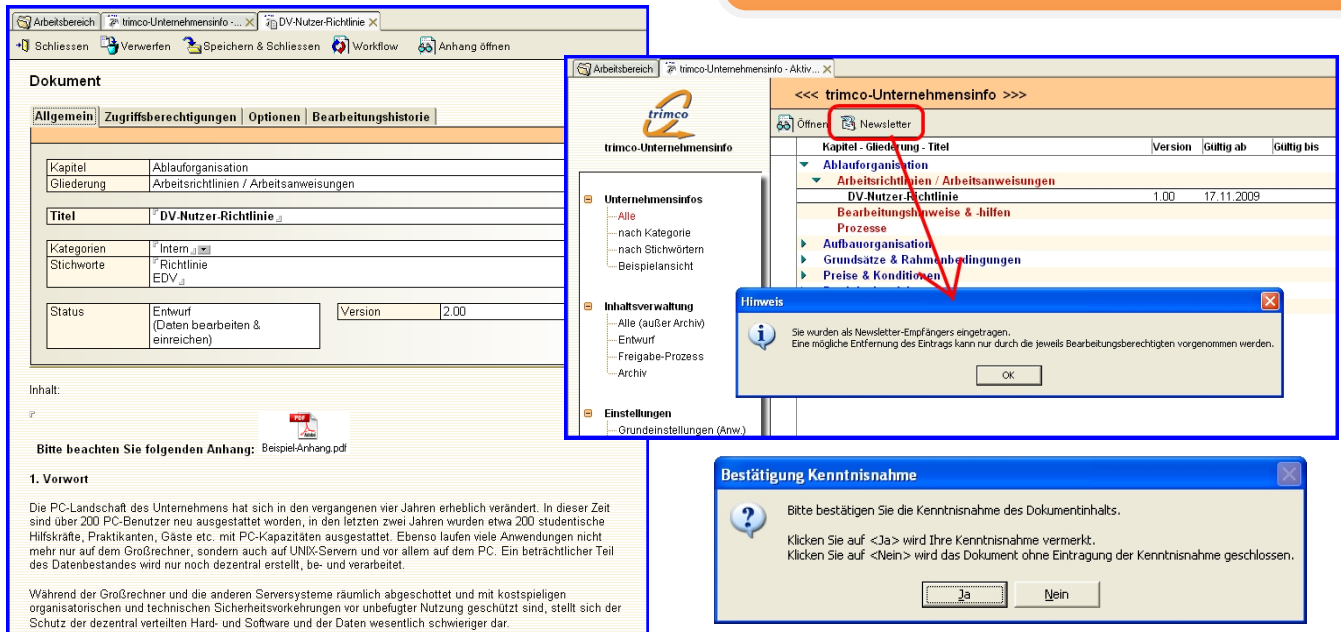 Arbeitsbereich trimco-Unternehmensinfo -... DV-Nutzer-Richtlinie
Schliessen Verwerfen Speichern & Schliessen Workflow Anhang öffnen
Dokument
Allgemein Zugriffsberechtigungen Optionen Bearbeitungshistorie
Kapitel Ablauforganisation
Gliederung Arbeitsrichtlinien / Arbeitsanweisungen
Titel DV-Nutzer-Richtlinie
Kategorien Intern
Stichworte Richtlinie
EDV
Status Entwurf Version 2.00
(Daten bearbeiten &
einreichen)
Inhalt:
Bitte beachten Sie folgenden Anhang: Beispiel-Anhang.pdf
1. Vorwort
Die PC-Landschaft des Unternehmens hat sich in den vergangenen vier Jahren erheblich verändert. In dieser Zeit
sind über 200 PC-Benutzer neu ausgestattet worden, in den letzten zwei Jahren wurden etwa 200 studentische
Hilfskräfte, Praktikanten, Gäste etc. mit PC-Kapazitäten ausgestattet. Ebenso laufen viele Anwendungen nicht
mehr nur auf dem Großrechner, sondern auch auf UNIX-Servern und vor allem auf dem PC. Ein beträchtlicher Teil
des Datenbestandes wird nur noch dezentral erstellt, be- und verarbeitet.
Während der Großrechner und die anderen Serversysteme räumlich abgeschottet und mit kostspieligen
organisatorischen und technischen Sicherheitsvorkehrungen vor unbefugter Nutzung geschützt sind, stellt sich der
Schutz der dezentral verteilten Hard- und Software und der Daten wesentlich schwieriger dar.
Arbeitsbereich trimco-Unternehmensinfo - Aktiv...
trimco
trimco-Unternehmensinfo
Unternehmensinfos
Alle
nach Kategorie
nach Stichwörtern
Beispielansicht
Inhaltsverwaltung
Alle (außer Archiv)
Entwurf
Freigabe-Prozess
Archiv
Einstellungen
Grundeinstellungen (Anw.)
<<< trimco-Unternehmensinfo >>>
Öffnen Newsletter
Kapitel - Gliederung - Titel Version Gültig ab Gültig bis
Ablauforganisation
Arbeitsrichtlinien / Arbeitsanweisungen
DV-Nutzer-Richtlinie 1.00 17.11.2009
Bearbeitungshinweise & -hilfen
Prozesse
Aufbauorganisation
Grundsätze & Rahmenbedingungen
Preise & Konditionen
Hinweis
Sie wurden als Newsletter-Empfängers eingetragen.
Eine mögliche Entfernung des Eintrags kann nur durch die jeweils Bearbeitungsberechtigten vorgenommen werden.
OK
Bestätigung Kenntnisnahme
Bitte bestätigen Sie die Kenntnisnahme des Dokumentinhalts.
Klicken Sie auf <Ja> wird Ihre Kenntnisnahme vermerkt.
Klicken Sie auf <Nein> wird das Dokument ohne Eintragung der Kenntnisnahme geschlossen.
Ja Nein